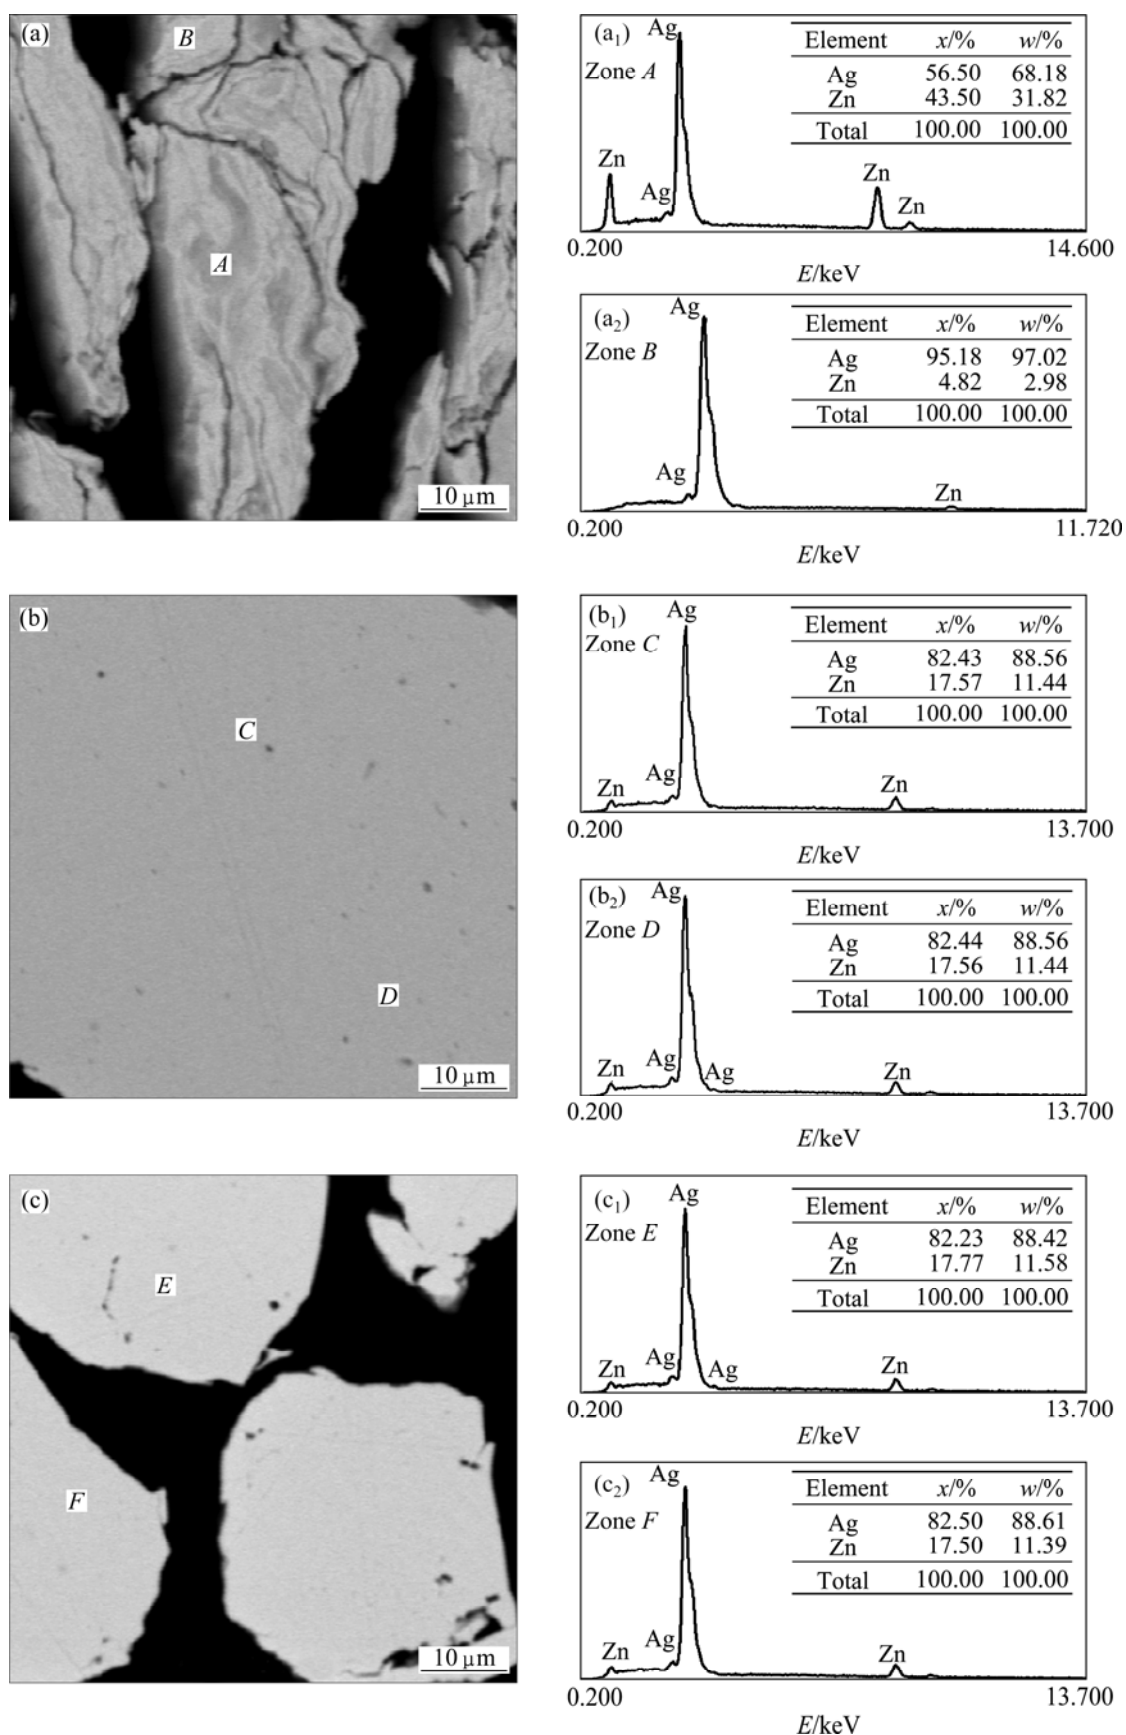 (a)
B
A
10 μm
(a1)
Zone A
Ag
Zn
Ag
Zn
Zn
Element x/% w/%
Ag 56.50 68.18
Zn 43.50 31.82
Total 100.00 100.00
0.200 14.600
E/keV
(a2)
Zone B
Ag
Ag
Zn
Element x/% w/%
Ag 95.18 97.02
Zn 4.82 2.98
Total 100.00 100.00
0.200 11.720
E/keV
(b)
C
D
10 μm
(b1)
Zone C
Ag
Zn
Ag
Zn
Element x/% w/%
Ag 82.43 88.56
Zn 17.57 11.44
Total 100.00 100.00
0.200 13.700
E/keV
(b2)
Zone D
Ag
Zn
Ag
Ag
Zn
Element x/% w/%
Ag 82.44 88.56
Zn 17.56 11.44
Total 100.00 100.00
0.200 13.700
E/keV
(c)
E
F
10 μm
(c1)
Zone E
Ag
Zn
Ag
Ag
Zn
Element x/% w/%
Ag 82.23 88.42
Zn 17.77 11.58
Total 100.00 100.00
0.200 13.700
E/keV
(c2)
Zone F
Ag
Zn
Ag
Zn
Element x/% w/%
Ag 82.50 88.61
Zn 17.50 11.39
Total 100.00 100.00
0.200 13.700
E/keV